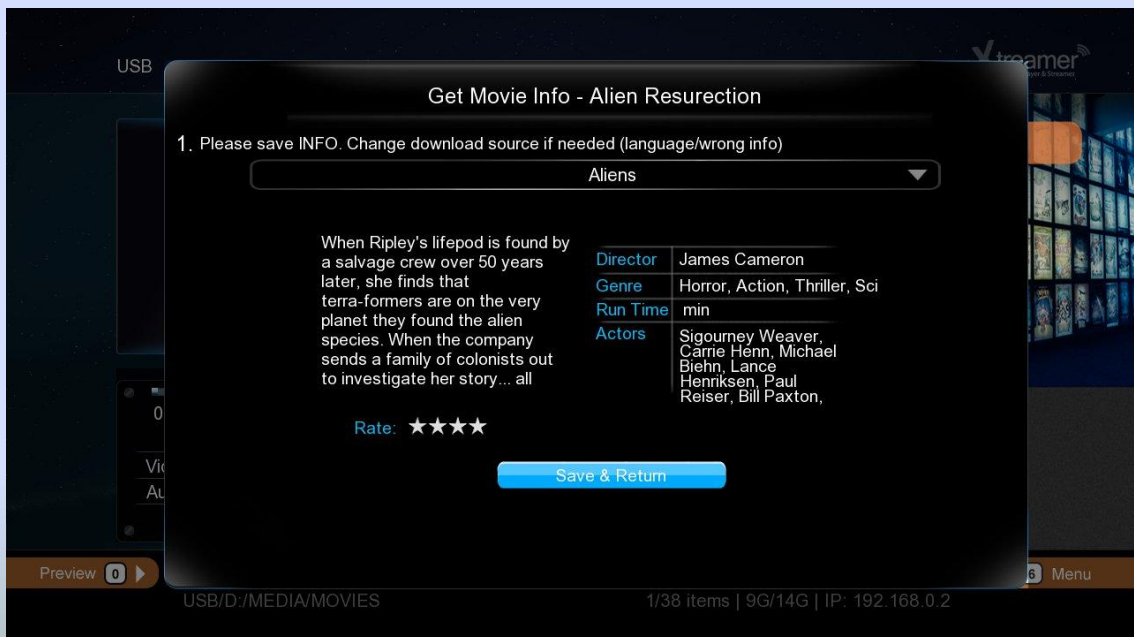 USB
Xtreamer
Get Movie Info - Alien Resurection
1. Please save INFO. Change download source if needed (language/wrong info)
Aliens
When Ripley's lifepod is found by
a salvage crew over 50 years
later, she finds that
terra-formers are on the very
planet they found the alien
species. When the company
sends a family of colonists out
to investigate her story... all
Director James Cameron
Genre Horror, Action, Thriller, Sci
Run Time min
Actors Sigourney Weaver,
Carrie Henn, Michael
Biehn, Lance
Henriksen, Paul
Reiser, Bill Paxton,
Rate:
Save & Return
0
Vid
Au
Preview 0
6 Menu
USB/D:/MEDIA/MOVIES
1/38 items | 9G/14G | IP: 192.168.0.2